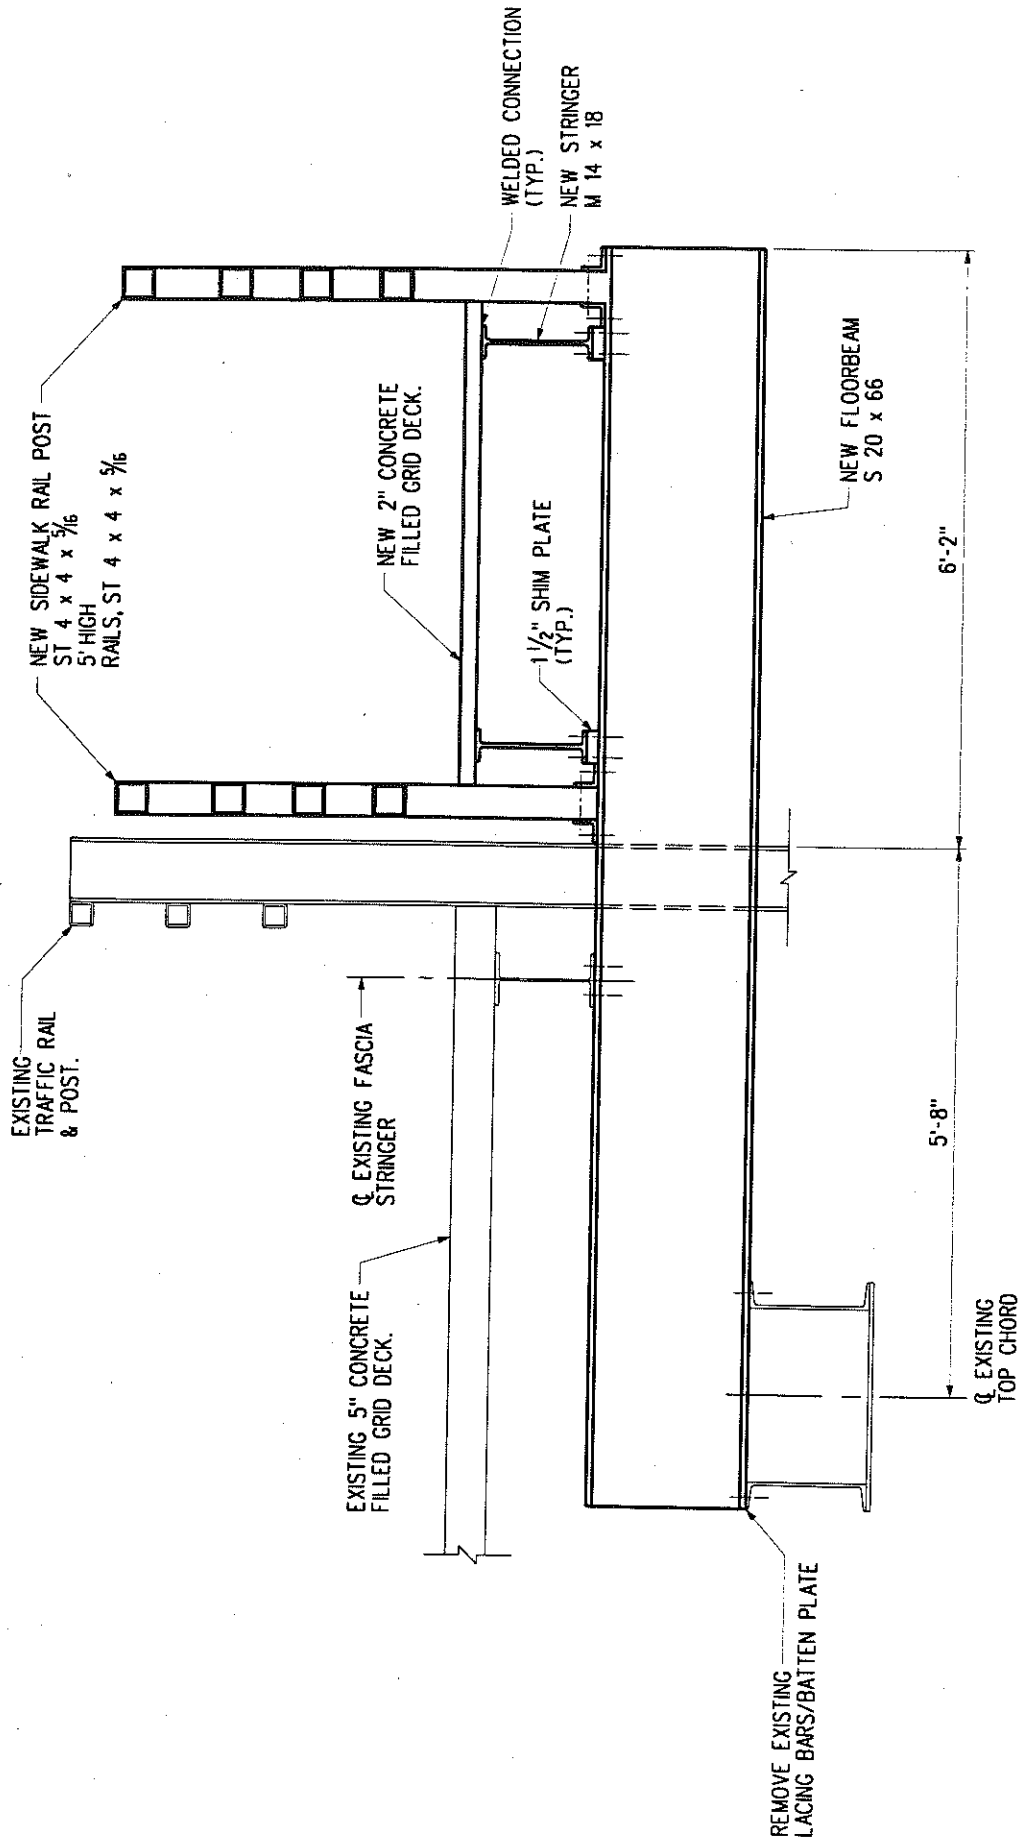 EXISTING
TRAFFIC RAIL
& POST.
NEW SIDEWALK RAIL POST
ST 4 x 4 x 5/16
5' HIGH
RAILS, ST 4 x 4 x 5/16
EXISTING 5" CONCRETE
FILLED GRID DECK.
℄ EXISTING FASCIA
STRINGER
NEW 2" CONCRETE
FILLED GRID DECK.
WELDED CONNECTION
(TYP.)
NEW STRINGER
M 14 x 18
1 1/2" SHIM PLATE
(TYP.)
NEW FLOORBEAM
S 20 x 66
REMOVE EXISTING
LACING BARS/BATTEN PLATE
5'-8"
6'-2"
℄ EXISTING
TOP CHORD